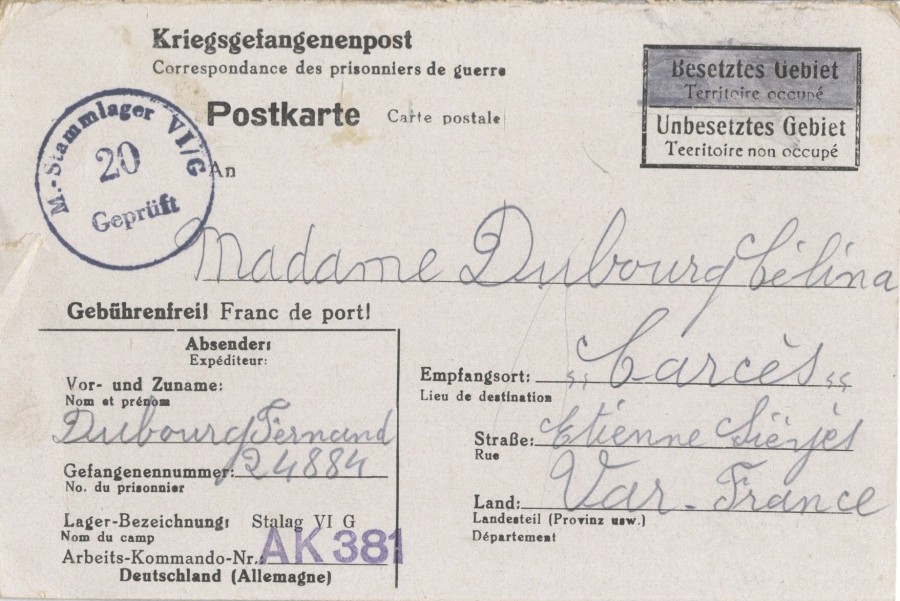 Kriegsgefangenenpost
Correspondance des prisonniers de guerre
Postkarte Carte postale
Besetztes Gebiet
Territoire occupé
Unbesetztes Gebiet
Teeritoire non occupé
M.-Stammlager VI/G
20
Geprüft
An
Madame Dubourg Célina
Gebührenfrei! Franc de port!
Absender:
Expéditeur:
Vor- und Zuname:
Nom et prénom
Dubourg Fernand
Gefangenennummer: 24884
No. du prisonnier
Lager-Bezeichnung: Stalag VI G
Nom du camp
Arbeits-Kommando-Nr.: AK 381
Deutschland (Allemagne)
Empfangsort: Carcès
Lieu de destination
Straße: Etienne
Rue
Land: Var - France
Landesteil (Provinz usw.)
Département